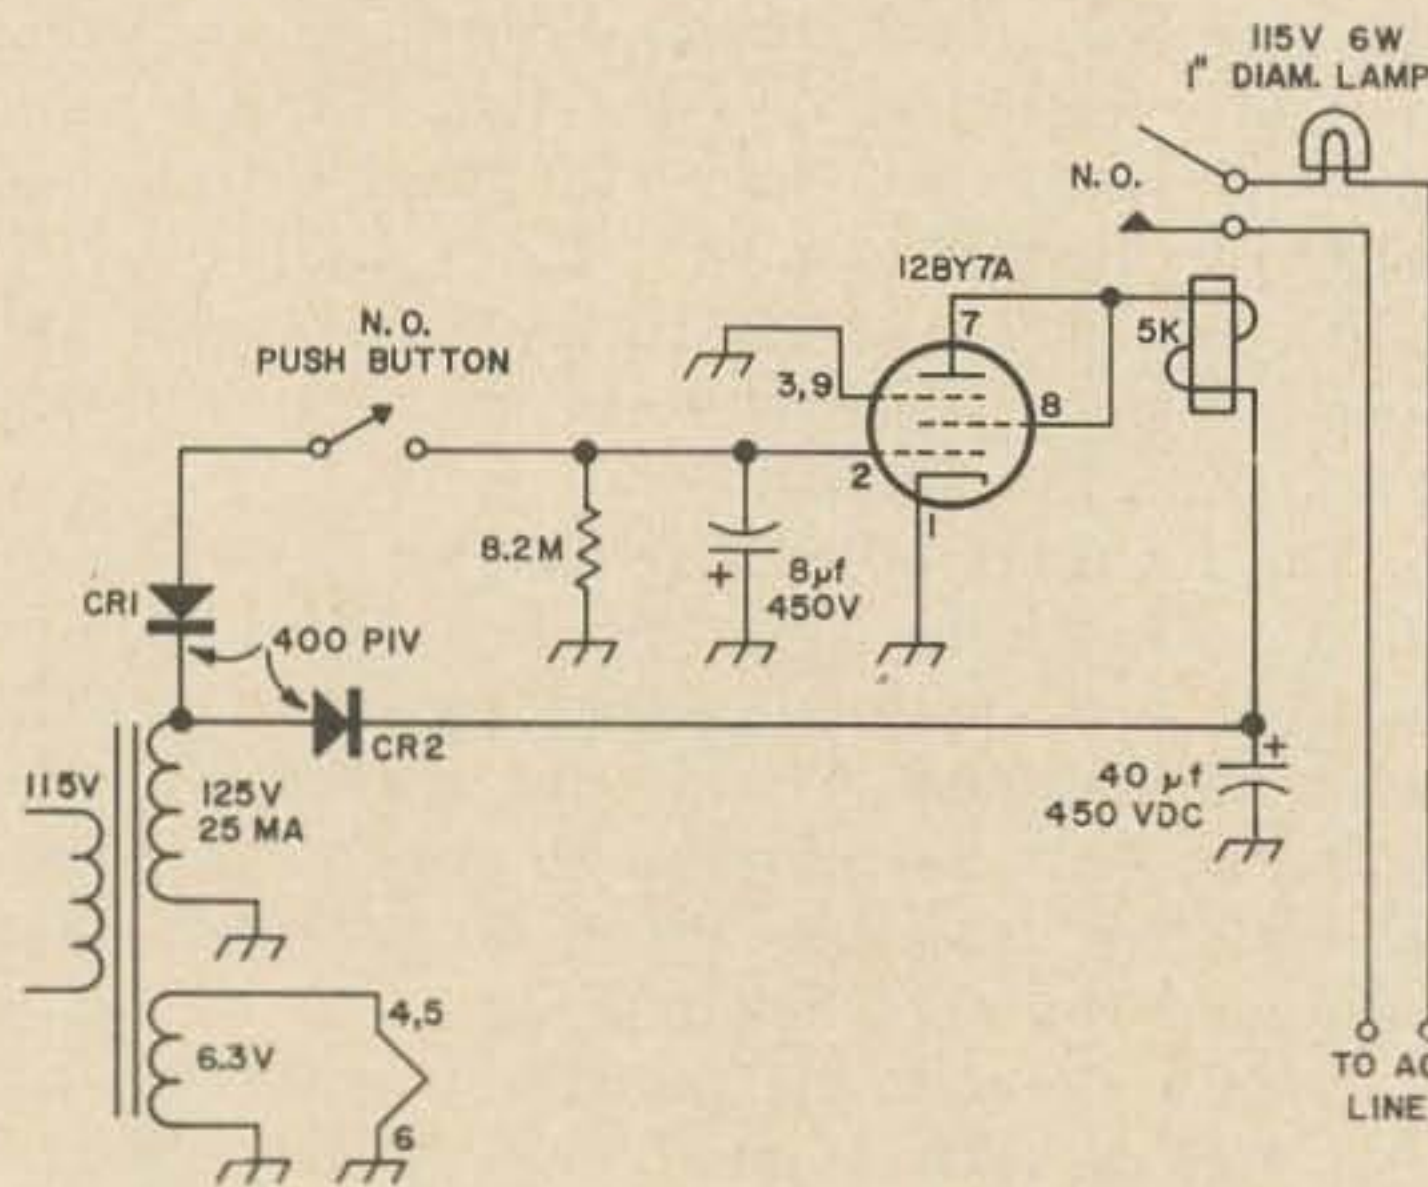 115V 6W
1" DIAM. LAMP
N.O.
12BY7A
7
5K
N.O.
PUSH BUTTON
3,9
8
2
1
8.2M
+
8µf
450V
CR1
400 PIV
CR2
+
40 µf
450 VDC
115V
125V
25 MA
4,5
6.3V
6
TO AC
LINE